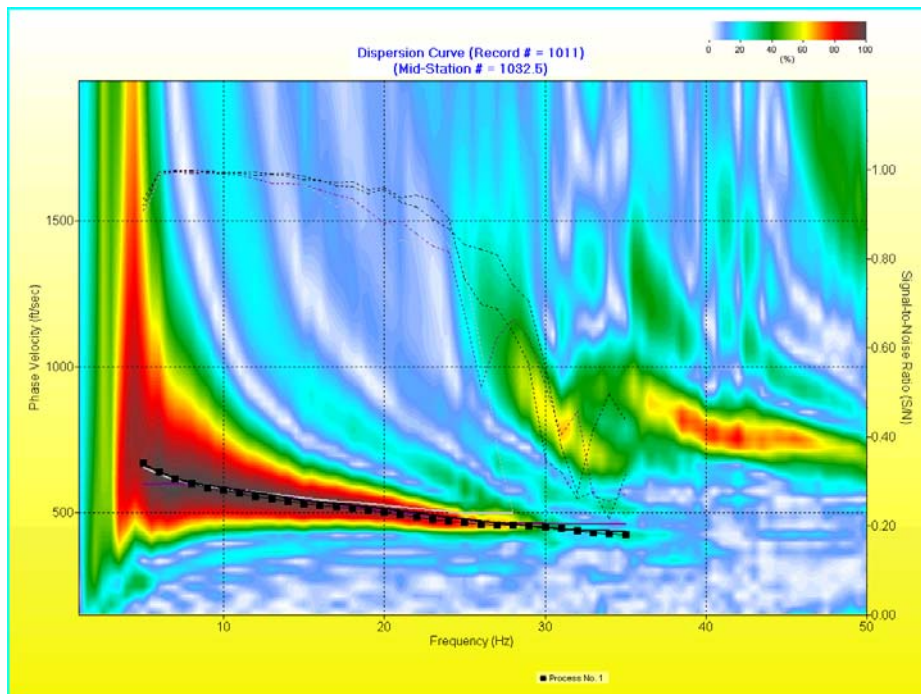 Dispersion Curve (Record # = 1011)
(Mid-Station # = 1032.5)
0 20 40 60 80 100
(%)
Phase Velocity (ft/sec)
1500
1000
500
Signal-to-Noise Ratio (S/N)
1.00
0.80
0.60
0.40
0.20
0.00
10 20 30 40 50
Frequency (Hz)
Process No. 1